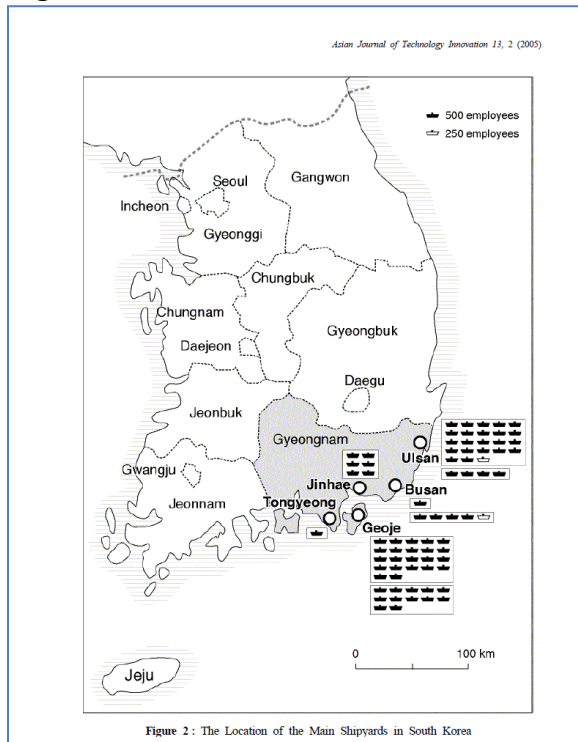 Asian Journal of Technology Innovation 13, 2 (2005)
500 employees
250 employees
Seoul
Gangwon
Incheon
Gyeonggi
Chungbuk
Chungnam
Gyeongbuk
Daejeon
Daegu
Jeonbuk
Gyeongnam
Ulsan
Gwangju
Jinhae
Busan
Jeonnam
Tongyeong
Geoje
0
100 km
Jeju
Figure 2 : The Location of the Main Shipyards in South Korea